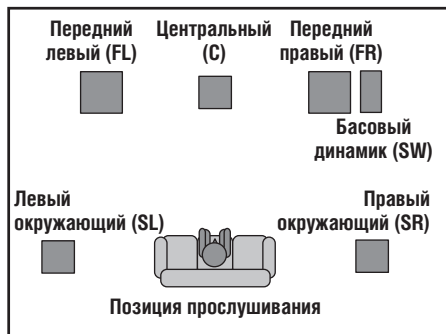 Передний
левый (FL)
Центральный
(C)
Передний
правый (FR)
Басовый
динамик (SW)
Левый
окружающий (SL)
Правый
окружающий (SR)
Позиция прослушивания